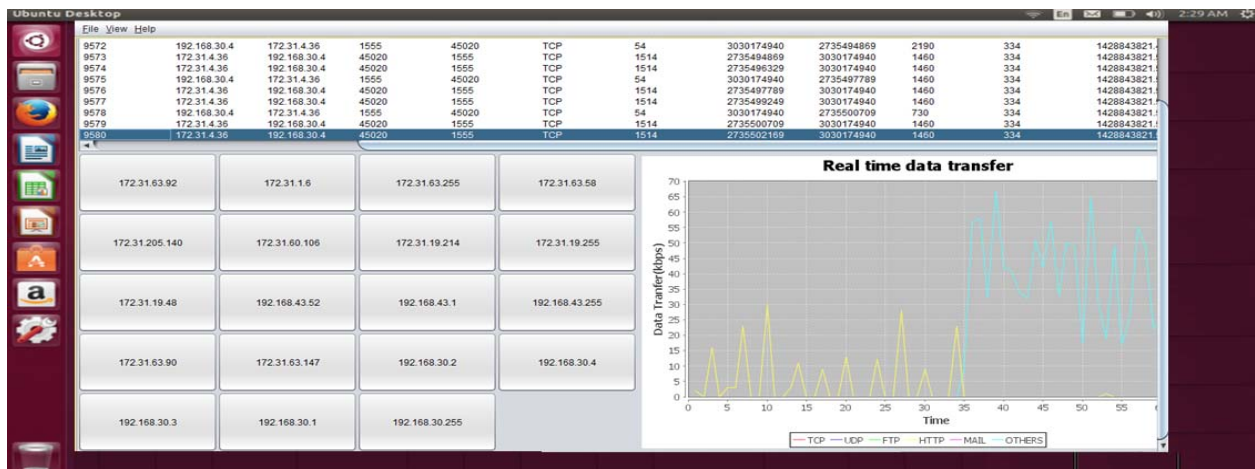 Ubuntu Desktop
En 2:29 AM
File View Help
9572 192.168.30.4 172.31.4.36 1555 45020 TCP 54 3030174940 2735494869 2190 334 1428843821.
9573 172.31.4.36 192.168.30.4 45020 1555 TCP 1514 2735494869 3030174940 1460 334 1428843821.
9574 172.31.4.36 192.168.30.4 45020 1555 TCP 1514 2735496329 3030174940 1460 334 1428843821.
9575 192.168.30.4 172.31.4.36 1555 45020 TCP 54 3030174940 2735497789 1460 334 1428843821.
9576 172.31.4.36 192.168.30.4 45020 1555 TCP 1514 2735497789 3030174940 1460 334 1428843821.
9577 172.31.4.36 192.168.30.4 45020 1555 TCP 1514 2735499249 3030174940 1460 334 1428843821.
9578 192.168.30.4 172.31.4.36 1555 45020 TCP 54 3030174940 2735500709 730 334 1428843821.
9579 172.31.4.36 192.168.30.4 45020 1555 TCP 1514 2735500709 3030174940 1460 334 1428843821.
9580 172.31.4.36 192.168.30.4 45020 1555 TCP 1514 2735502169 3030174940 1460 334 1428843821.
172.31.63.92 172.31.1.6 172.31.63.255 172.31.63.58
172.31.205.140 172.31.60.106 172.31.19.214 172.31.19.255
172.31.19.48 192.168.43.52 192.168.43.1 192.168.43.255
172.31.63.90 172.31.63.147 192.168.30.2 192.168.30.4
192.168.30.3 192.168.30.1 192.168.30.255
Real time data transfer
Data Tranfer(kbps)
70
65
60
55
50
45
40
35
30
25
20
15
10
5
0
0 5 10 15 20 25 30 35 40 45 50 55
Time
TCP UDP FTP HTTP MAIL OTHERS
a